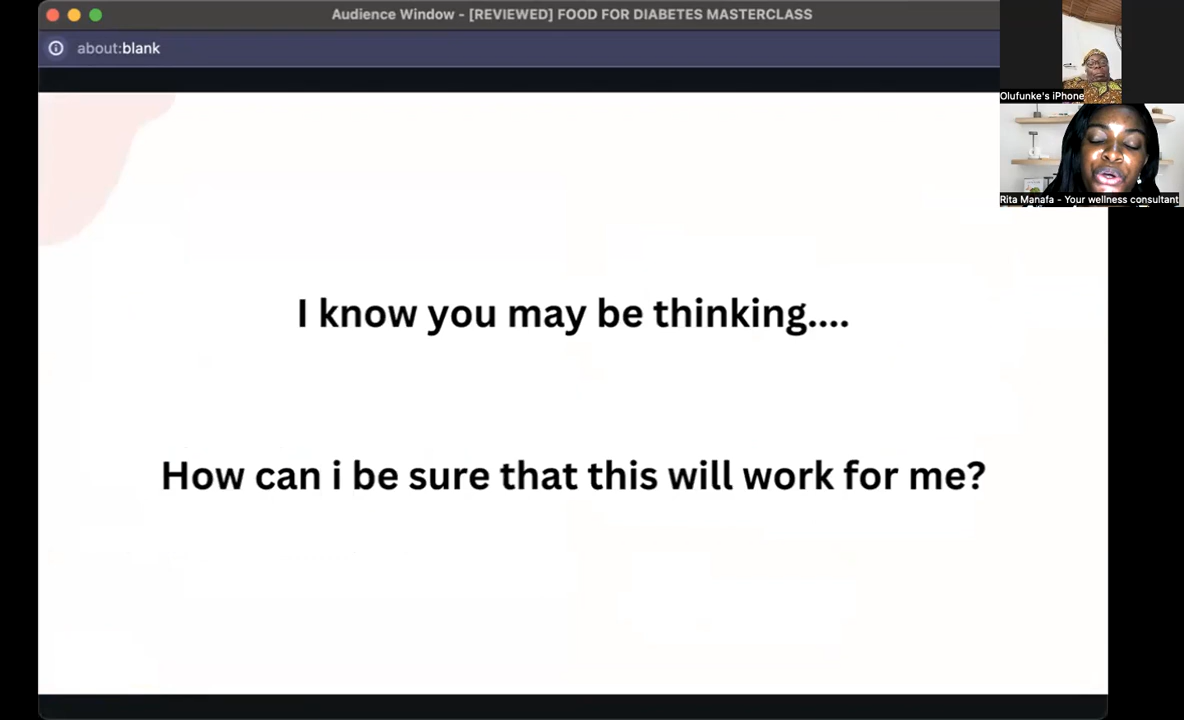 Audience Window - [REVIEWED] FOOD FOR DIABETES MASTERCLASS
about:blank
Olufunke's iPhone
Rita Manafa - Your wellness consultant
I know you may be thinking....
How can i be sure that this will work for me?